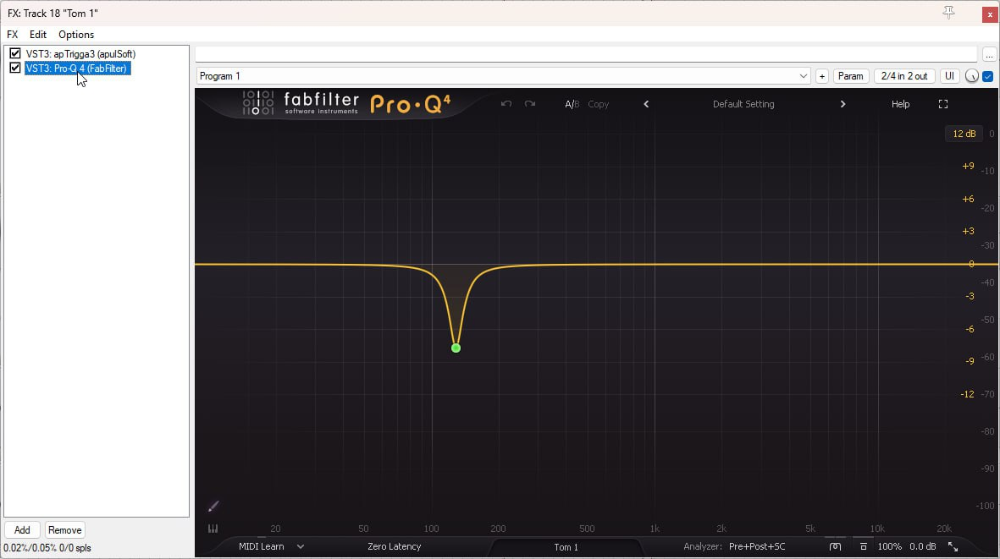 FX: Track 18 "Tom 1"
x
FX Edit Options
VST3: apTrigga3 (apulSoft)
VST3: Pro-Q 4 (FabFilter)
...
Program 1 + Param 2/4 in 2 out UI
fabfilter
software instruments
Pro·Q4
A/B Copy Default Setting Help
12 dB 0
+9 -10
+6 -20
+3 -30
0 -40
-3 -50
-6 -60
-9 -70
-12 -80
-90
-100
20 50 100 200 500 1k 2k 5k 10k 20k
Add Remove
0.02%/0.05% 0/0 spls
MIDI Learn Zero Latency Tom 1 Analyzer: Pre+Post+SC 100% 0.0 dB